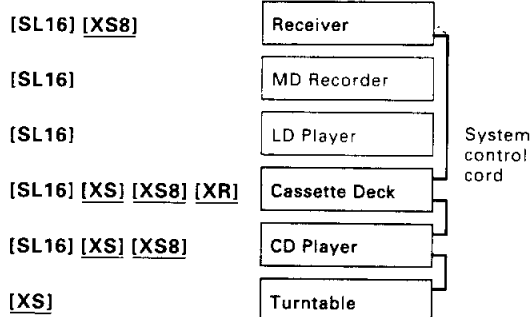 [SL16] [XS8] Receiver
[SL16] MD Recorder
[SL16] LD Player
System
control
cord
[SL16] [XS] [XS8] [XR] Cassette Deck
[SL16] [XS] [XS8] CD Player
[XS] Turntable